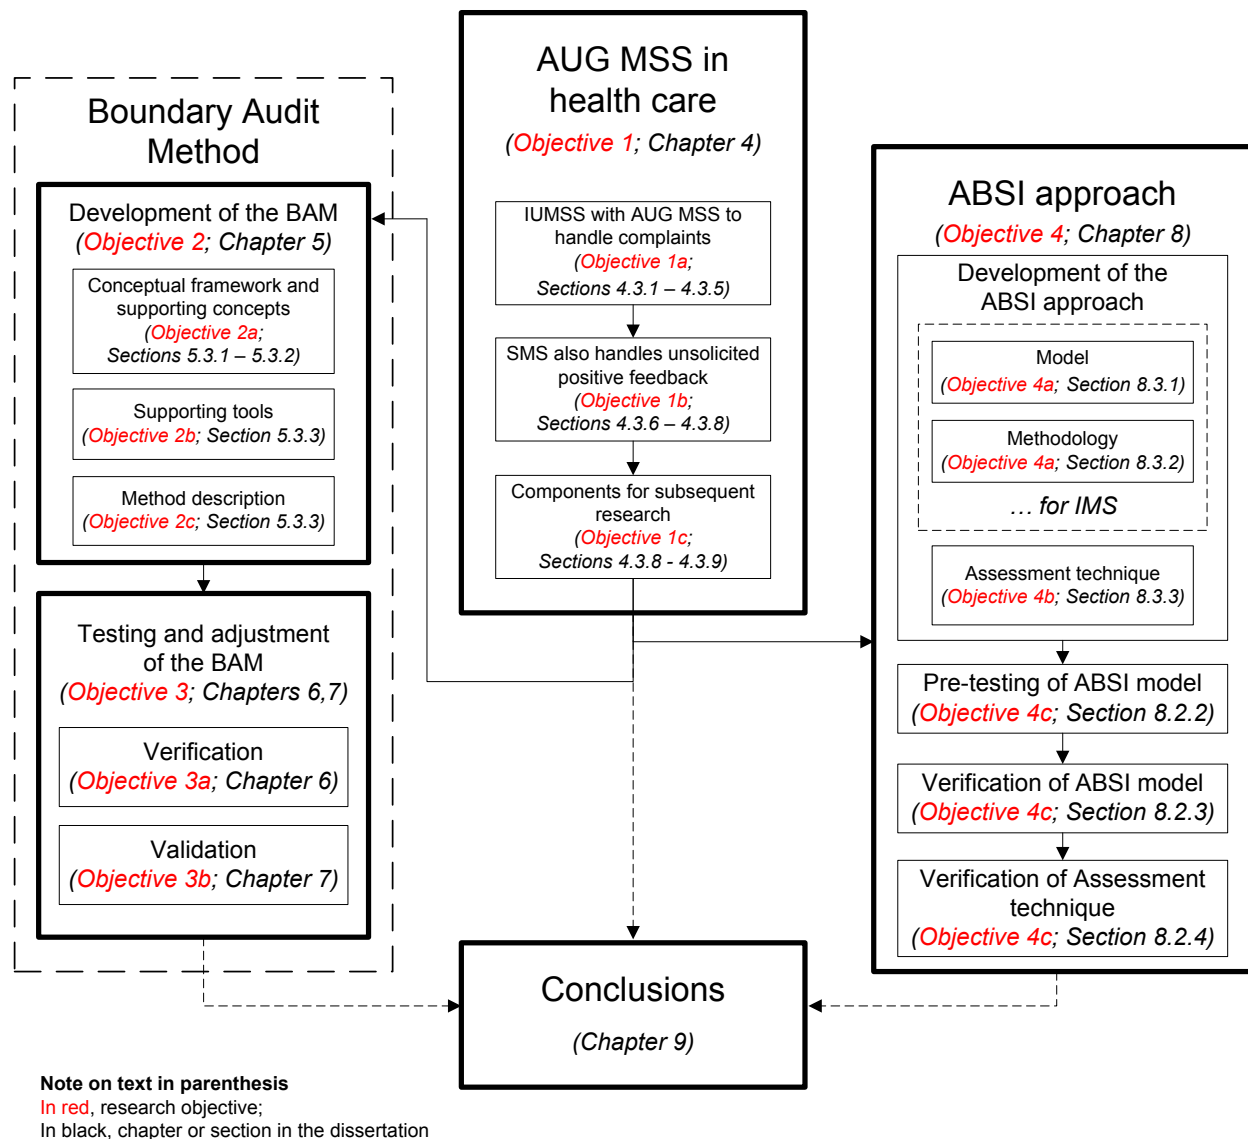 Boundary Audit
Method
Development of the BAM
(Objective 2; Chapter 5)
Conceptual framework and
supporting concepts
(Objective 2a;
Sections 5.3.1 – 5.3.2)
Supporting tools
(Objective 2b; Section 5.3.3)
Method description
(Objective 2c; Section 5.3.3)
Testing and adjustment
of the BAM
(Objective 3; Chapters 6,7)
Verification
(Objective 3a; Chapter 6)
Validation
(Objective 3b; Chapter 7)
AUG MSS in
health care
(Objective 1; Chapter 4)
IUMSS with AUG MSS to
handle complaints
(Objective 1a;
Sections 4.3.1 – 4.3.5)
SMS also handles unsolicited
positive feedback
(Objective 1b;
Sections 4.3.6 – 4.3.8)
Components for subsequent
research
(Objective 1c;
Sections 4.3.8 - 4.3.9)
ABSI approach
(Objective 4; Chapter 8)
Development of the
ABSI approach
Model
(Objective 4a; Section 8.3.1)
Methodology
(Objective 4a; Section 8.3.2)
… for IMS
Assessment technique
(Objective 4b; Section 8.3.3)
Pre-testing of ABSI model
(Objective 4c; Section 8.2.2)
Verification of ABSI model
(Objective 4c; Section 8.2.3)
Verification of Assessment
technique
(Objective 4c; Section 8.2.4)
Conclusions
(Chapter 9)
Note on text in parenthesis
In red, research objective;
In black, chapter or section in the dissertation